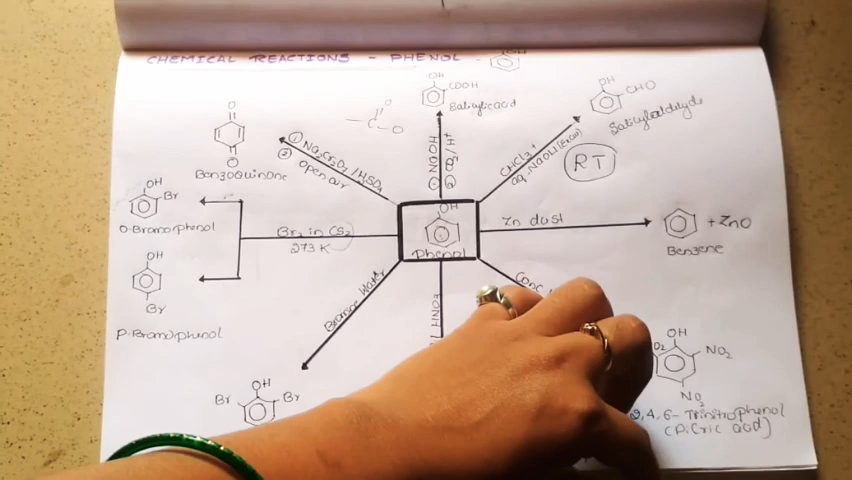 CHEMICAL REACTIONS - PHENOL -
OH
COOH
Salicylic acid
OH
CHO
Salicylaldehyde
O
O
Benzoquinone
① Na₂Cr₂O₇/H₂SO₄
② open air
C
O
O
① NaOH
② CO₂/H⁺
CHCl₃+
aq. NaOH
RT
OH
Br
O-Bromophenol
OH
Br
P-Bromophenol
Br₂ in CS₂
273 K
OH
Phenol
Zn dust
+ ZnO
Benzene
Bromine Water
HNO₃
Conc.
OH
Br
Br
OH
O₂
NO₂
NO₂
2,4,6-Trinitrophenol
(Picric acid)